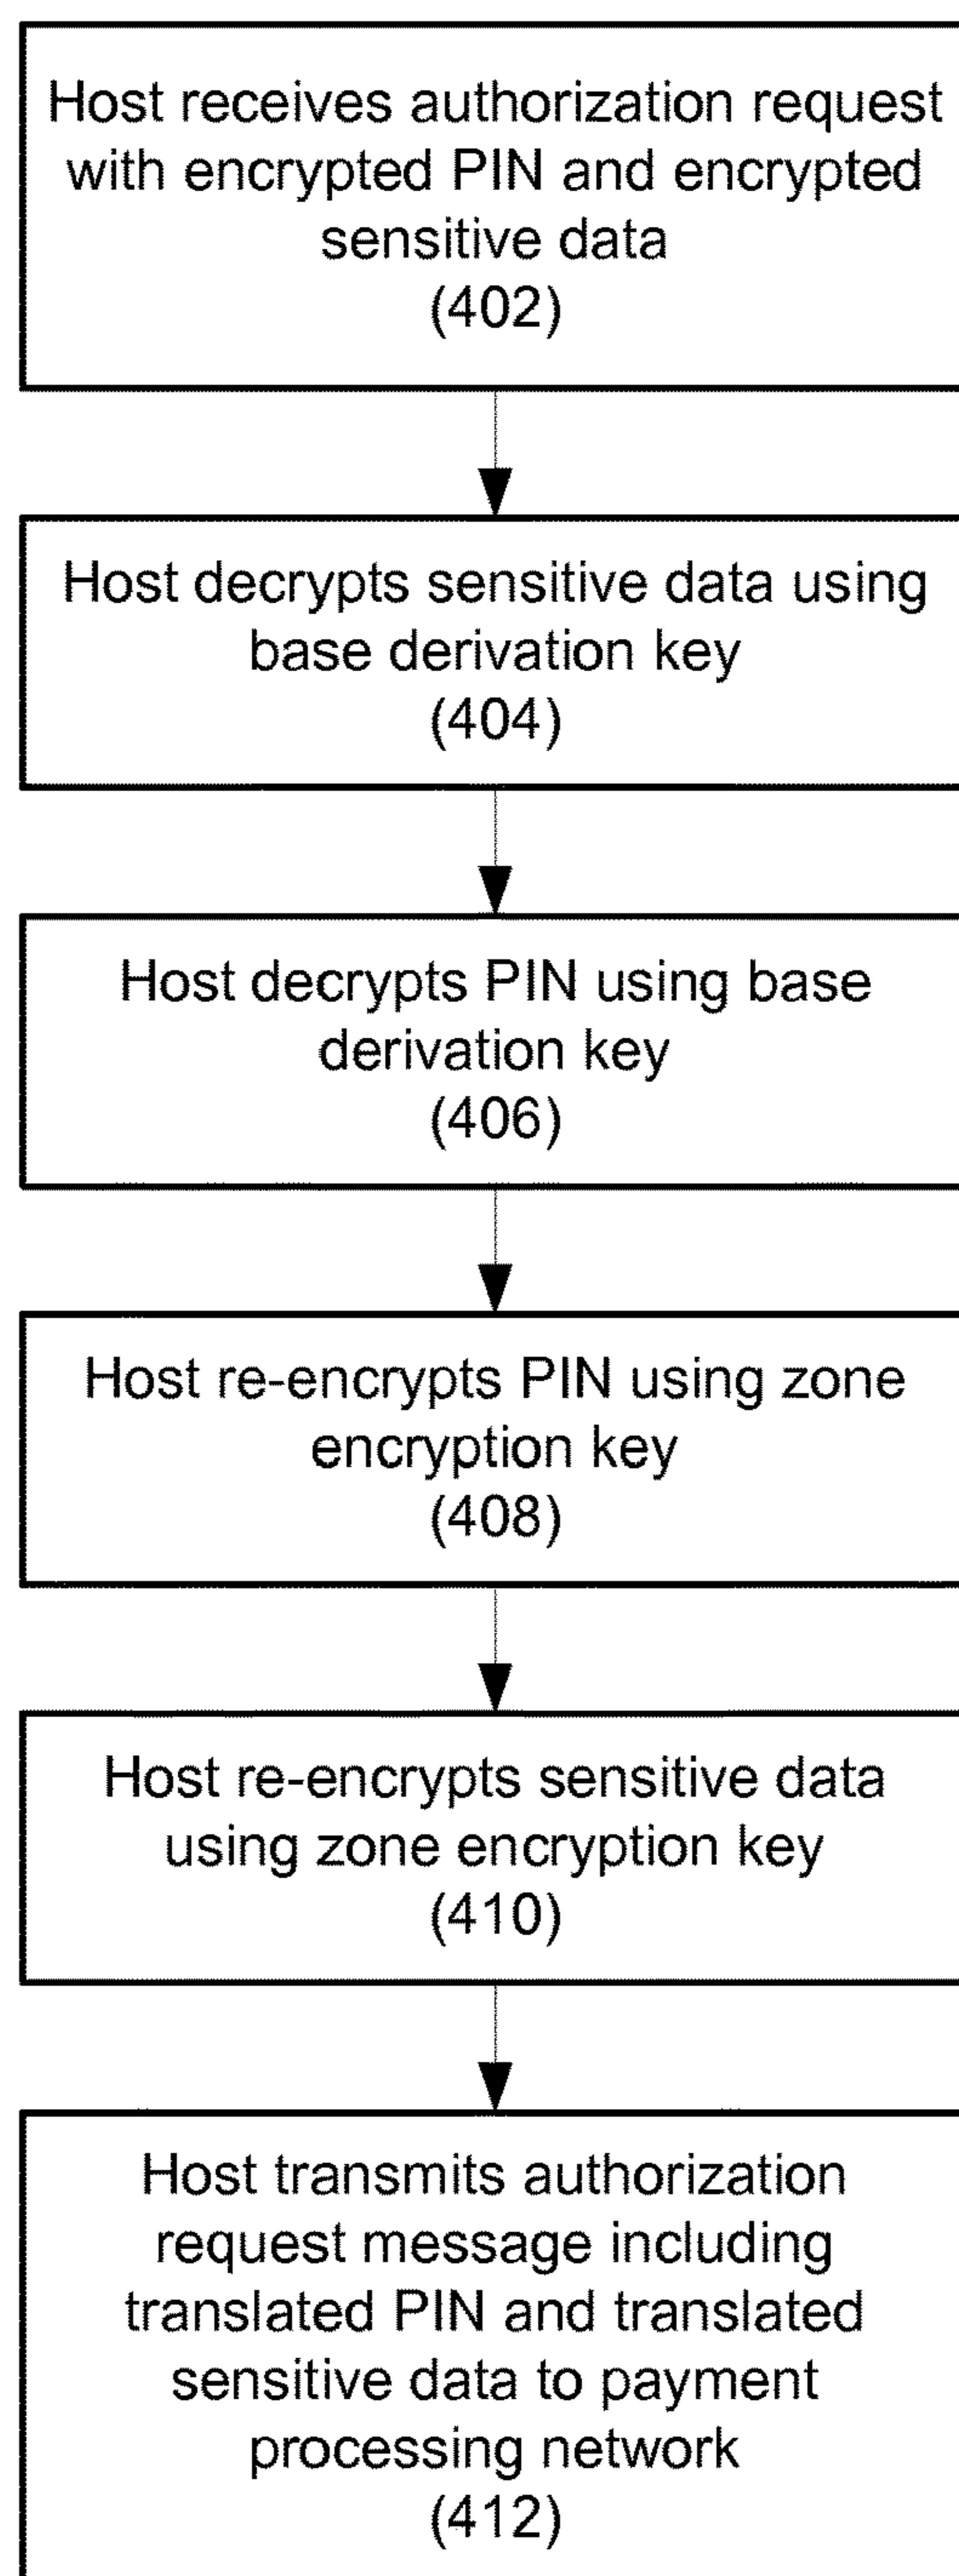 Host receives authorization request
with encrypted PIN and encrypted
sensitive data
(402)
Host decrypts sensitive data using
base derivation key
(404)
Host decrypts PIN using base
derivation key
(406)
Host re-encrypts PIN using zone
encryption key
(408)
Host re-encrypts sensitive data
using zone encryption key
(410)
Host transmits authorization
request message including
translated PIN and translated
sensitive data to payment
processing network
(412)